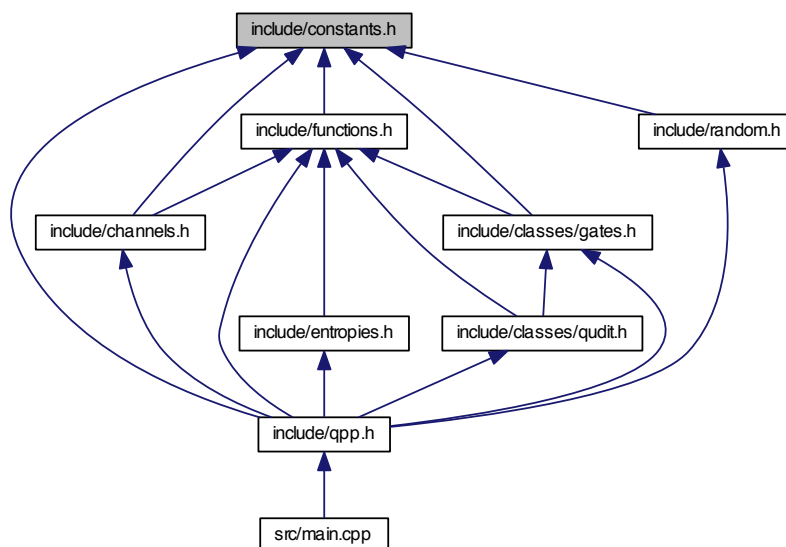 include/constants.h
include/functions.h
include/random.h
include/channels.h
include/classes/gates.h
include/entropies.h
include/classes/qudit.h
include/qpp.h
src/main.cpp